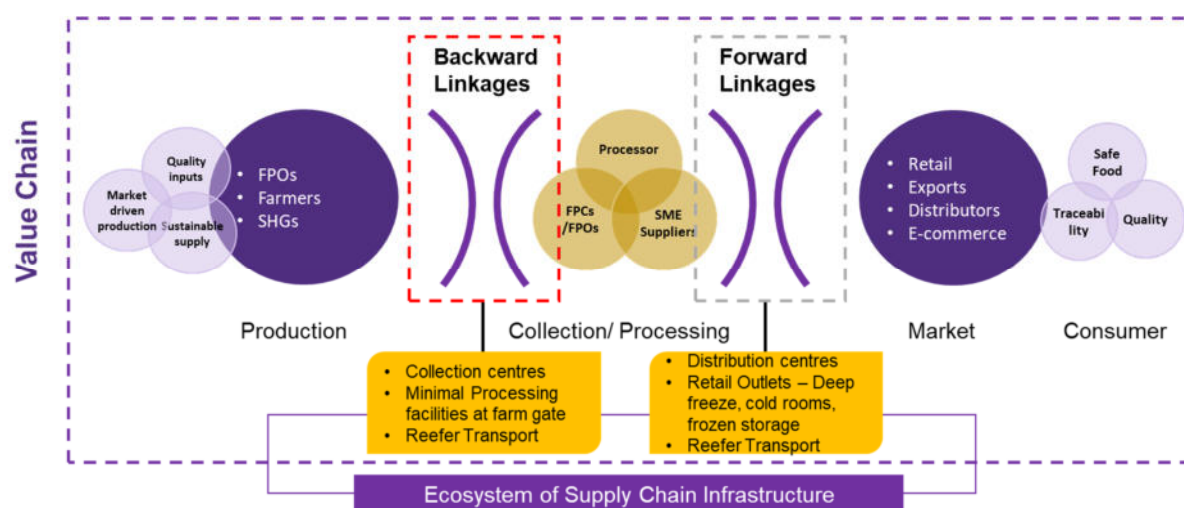 Value Chain
Backward
Linkages
Forward
Linkages
Quality
inputs
Market
driven
production
Sustainable
supply
• FPOs
• Farmers
• SHGs
Processor
FPCs
/FPOs
SME
Suppliers
• Retail
• Exports
• Distributors
• E-commerce
Safe
Food
Traceabi
lity
Quality
Production
Collection/ Processing
Market
Consumer
• Collection centres
• Minimal Processing
facilities at farm gate
• Reefer Transport
• Distribution centres
• Retail Outlets – Deep
freeze, cold rooms,
frozen storage
• Reefer Transport
Ecosystem of Supply Chain Infrastructure